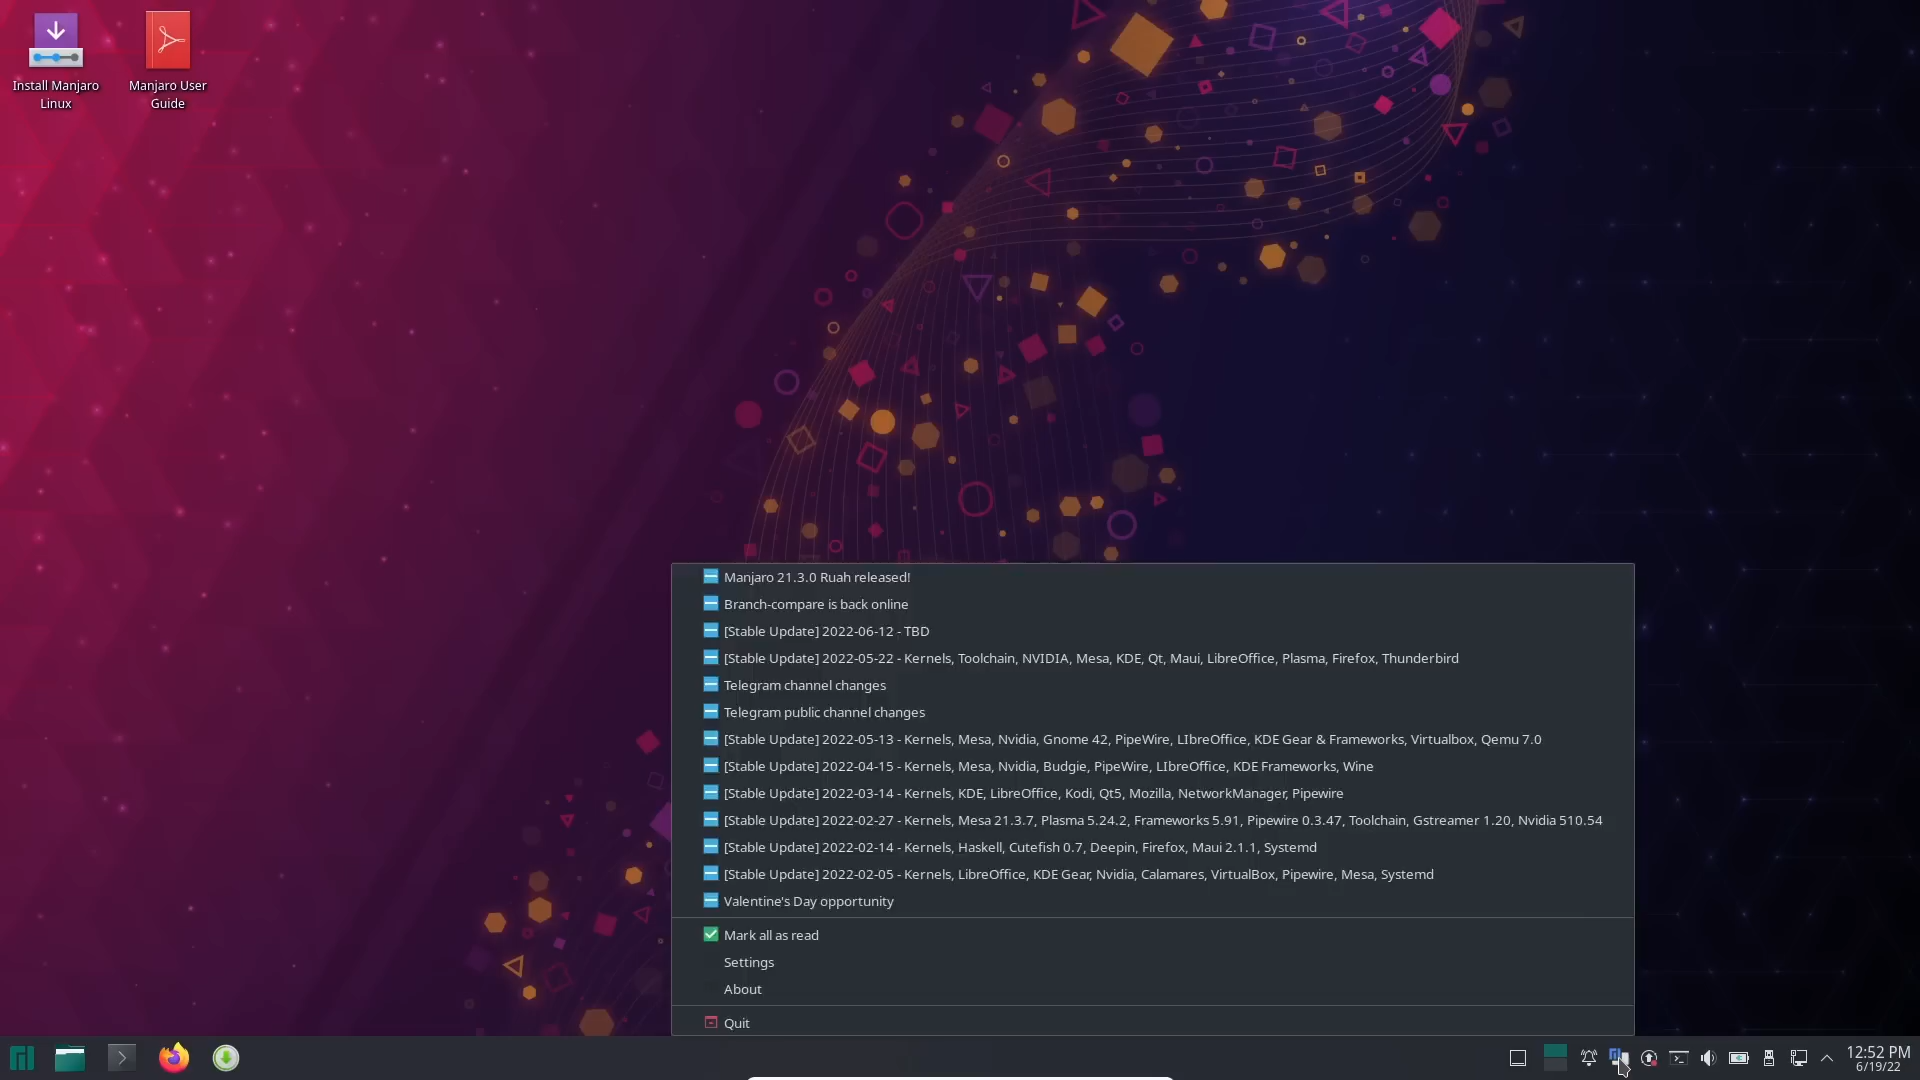 Install Manjaro
Linux
Manjaro User
Guide
Manjaro 21.3.0 Ruah released!
Branch-compare is back online
[Stable Update] 2022-06-12 - TBD
[Stable Update] 2022-05-22 - Kernels, Toolchain, NVIDIA, Mesa, KDE, Qt, Maui, LibreOffice, Plasma, Firefox, Thunderbird
Telegram channel changes
Telegram public channel changes
[Stable Update] 2022-05-13 - Kernels, Mesa, Nvidia, Gnome 42, PipeWire, LIbreOffice, KDE Gear & Frameworks, Virtualbox, Qemu 7.0
[Stable Update] 2022-04-15 - Kernels, Mesa, Nvidia, Budgie, PipeWire, LIbreOffice, KDE Frameworks, Wine
[Stable Update] 2022-03-14 - Kernels, KDE, LibreOffice, Kodi, Qt5, Mozilla, NetworkManager, Pipewire
[Stable Update] 2022-02-27 - Kernels, Mesa 21.3.7, Plasma 5.24.2, Frameworks 5.91, Pipewire 0.3.47, Toolchain, Gstreamer 1.20, Nvidia 510.54
[Stable Update] 2022-02-14 - Kernels, Haskell, Cutefish 0.7, Deepin, Firefox, Maui 2.1.1, Systemd
[Stable Update] 2022-02-05 - Kernels, LibreOffice, KDE Gear, Nvidia, Calamares, VirtualBox, Pipewire, Mesa, Systemd
Valentine's Day opportunity
Mark all as read
Settings
About
Quit
12:52 PM
6/19/22